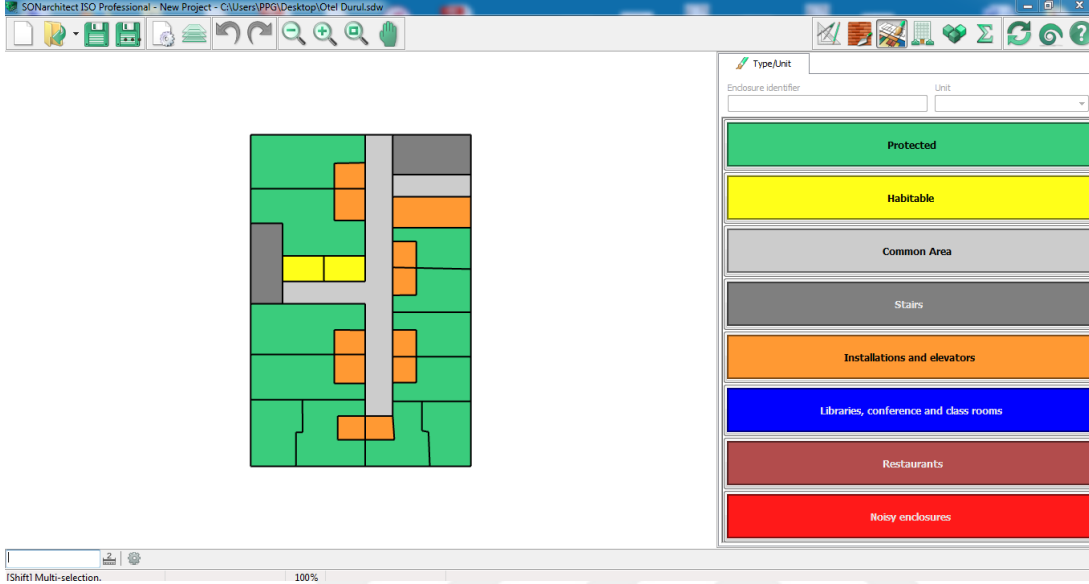 SONarchitect ISO Professional - New Project - C:\Users\PPG\Desktop\Otel Durul.sdw
Type/Unit
Enclosure identifier
Unit
Protected
Habitable
Common Area
Stairs
Installations and elevators
Libraries, conference and class rooms
Restaurants
Noisy enclosures
2
[Shift] Multi-selection.
100%